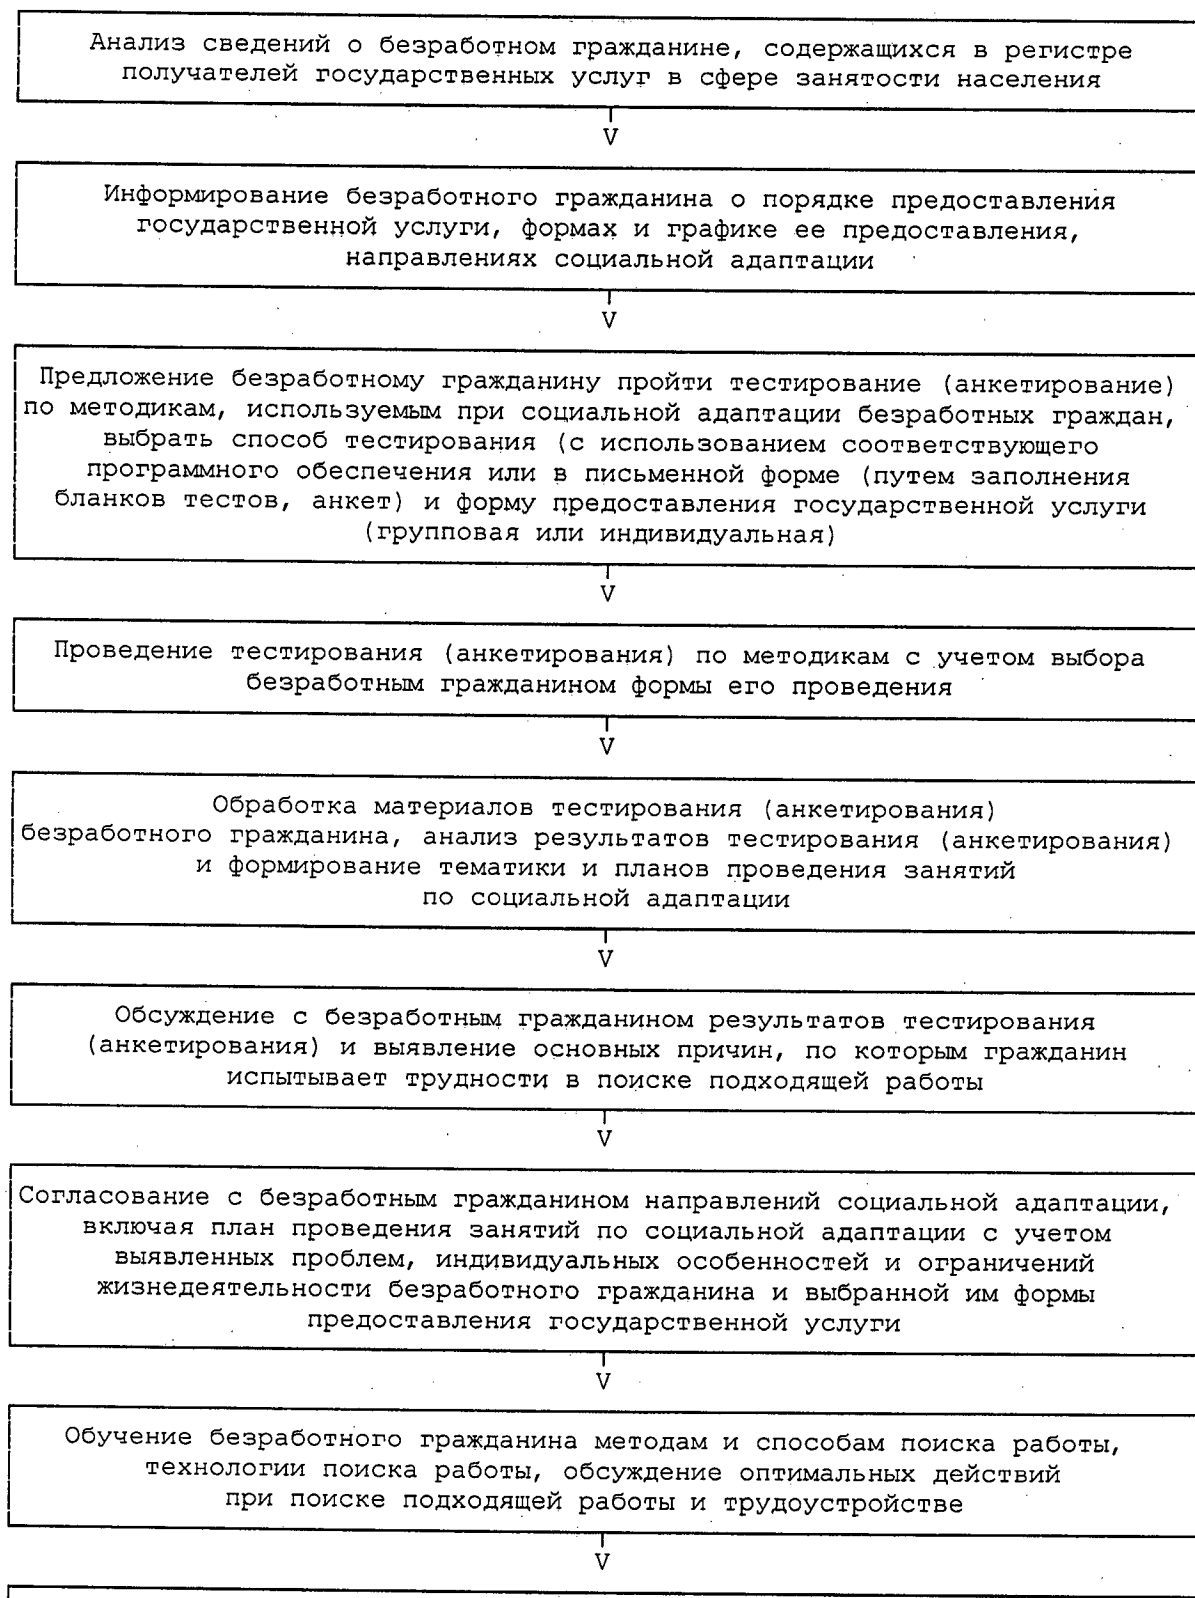 Анализ сведений о безработном гражданине, содержащихся в регистре
получателей государственных услуг в сфере занятости населения
V
Информирование безработного гражданина о порядке предоставления
государственной услуги, формах и графике ее предоставления,
направлениях социальной адаптации
V
Предложение безработному гражданину пройти тестирование (анкетирование)
по методикам, используемым при социальной адаптации безработных граждан,
выбрать способ тестирования (с использованием соответствующего
программного обеспечения или в письменной форме (путем заполнения
бланков тестов, анкет) и форму предоставления государственной услуги
(групповая или индивидуальная)
V
Проведение тестирования (анкетирования) по методикам с учетом выбора
безработным гражданином формы его проведения
V
Обработка материалов тестирования (анкетирования)
безработного гражданина, анализ результатов тестирования (анкетирования)
и формирование тематики и планов проведения занятий
по социальной адаптации
V
Обсуждение с безработным гражданином результатов тестирования
(анкетирования) и выявление основных причин, по которым гражданин
испытывает трудности в поиске подходящей работы
V
Согласование с безработным гражданином направлений социальной адаптации,
включая план проведения занятий по социальной адаптации с учетом
выявленных проблем, индивидуальных особенностей и ограничений
жизнедеятельности безработного гражданина и выбранной им формы
предоставления государственной услуги
V
Обучение безработного гражданина методам и способам поиска работы,
технологии поиска работы, обсуждение оптимальных действий
при поиске подходящей работы и трудоустройстве
V